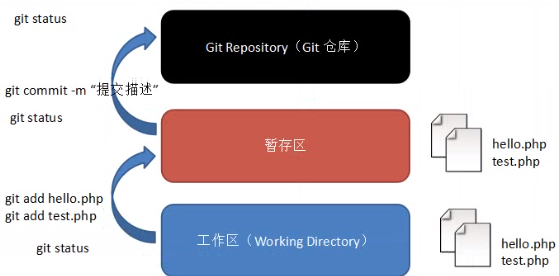 git status
Git Repository（Git 仓库）
git commit -m “提交描述”
git status
暂存区
hello.php
test.php
git add hello.php
git add test.php
工作区（Working Directory）
git status
hello.php
test.php